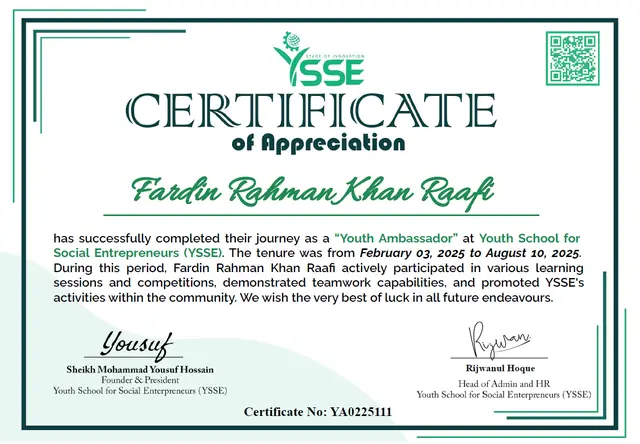 STATE OF INNOVATION
YSSE
CERTIFICATE
of Appreciation
Fardin Rahman Khan Raafi
has successfully completed their journey as a “Youth Ambassador” at Youth School for
Social Entrepreneurs (YSSE). The tenure was from February 03, 2025 to August 10, 2025.
During this period, Fardin Rahman Khan Raafi actively participated in various learning
sessions and competitions, demonstrated teamwork capabilities, and promoted YSSE's
activities within the community. We wish the very best of luck in all future endeavours.
Yousuf
Sheikh Mohammad Yousuf Hossain
Founder & President
Youth School for Social Enterpreneurs (YSSE)
Rijwan
Rijwanul Hoque
Head of Admin and HR
Youth School for Social Enterpreneurs (YSSE)
Certificate No: YA0225111